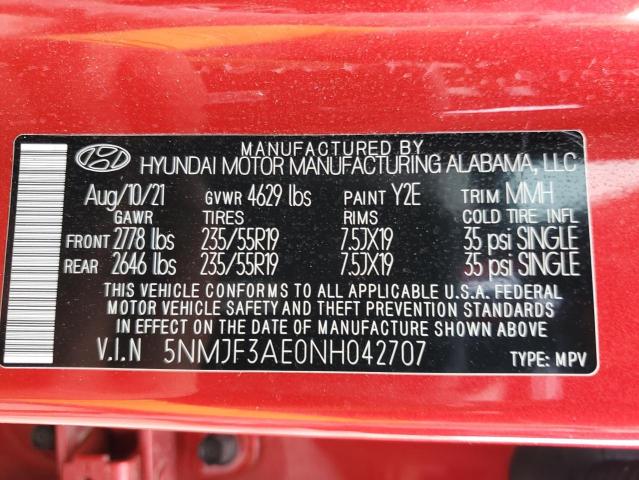 MANUFACTURED BY
HYUNDAI MOTOR MANUFACTURING ALABAMA, LLC
Aug/10/21 GVWR 4629 lbs PAINT Y2E TRIM MMH
GAWR TIRES RIMS COLD TIRE INFL
FRONT 2778 lbs 235/55R19 7.5JX19 35 psi SINGLE
REAR 2646 lbs 235/55R19 7.5JX19 35 psi SINGLE
THIS VEHICLE CONFORMS TO ALL APPLICABLE U.S.A. FEDERAL
MOTOR VEHICLE SAFETY AND THEFT PREVENTION STANDARDS
IN EFFECT ON THE DATE OF MANUFACTURE SHOWN ABOVE.
V.I.N 5NMJF3AE0NH042707 TYPE: MPV